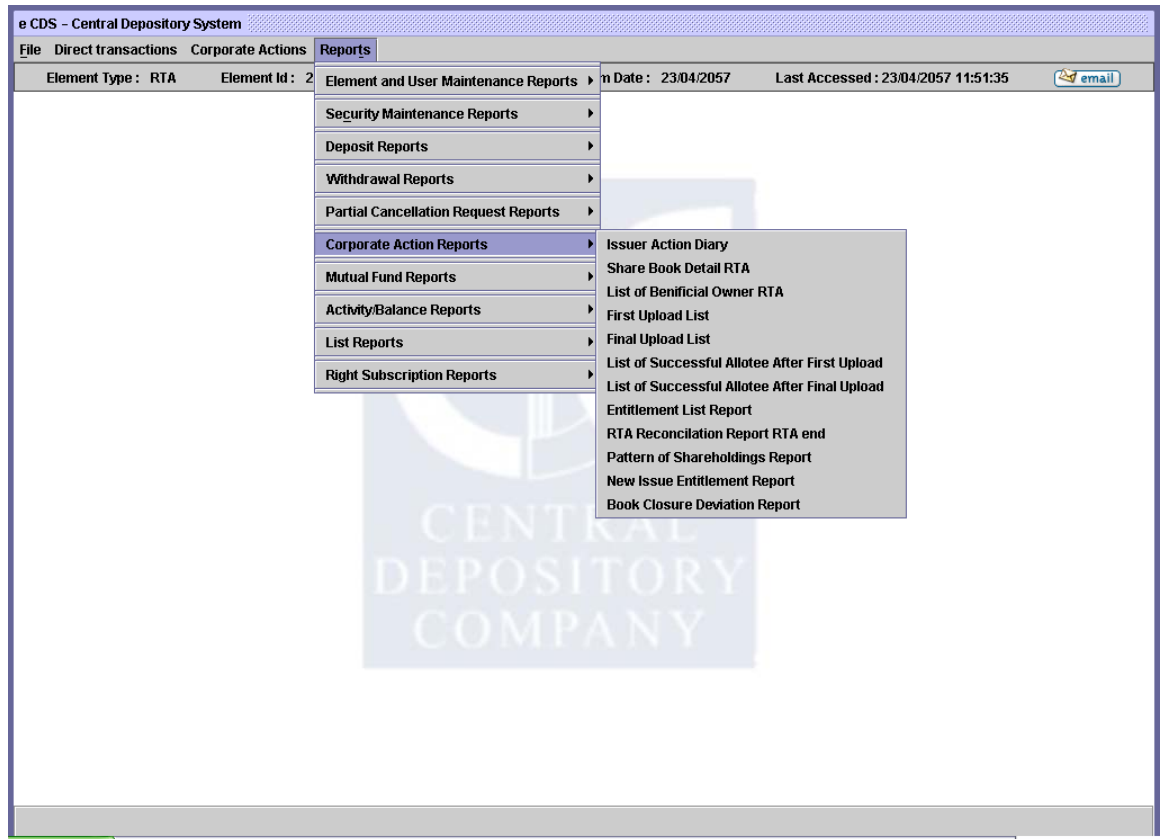 e CDS – Central Depository System
File Direct transactions Corporate Actions Reports
Element Type : RTA Element Id : 2 n Date : 23/04/2057 Last Accessed : 23/04/2057 11:51:35 email
Element and User Maintenance Reports
Security Maintenance Reports
Deposit Reports
Withdrawal Reports
Partial Cancellation Request Reports
Corporate Action Reports
Mutual Fund Reports
Activity/Balance Reports
List Reports
Right Subscription Reports
Issuer Action Diary
Share Book Detail RTA
List of Benificial Owner RTA
First Upload List
Final Upload List
List of Successful Allotee After First Upload
List of Successful Allotee After Final Upload
Entitlement List Report
RTA Reconcilation Report RTA end
Pattern of Shareholdings Report
New Issue Entitlement Report
Book Closure Deviation Report
CENTRAL
DEPOSITORY
COMPANY